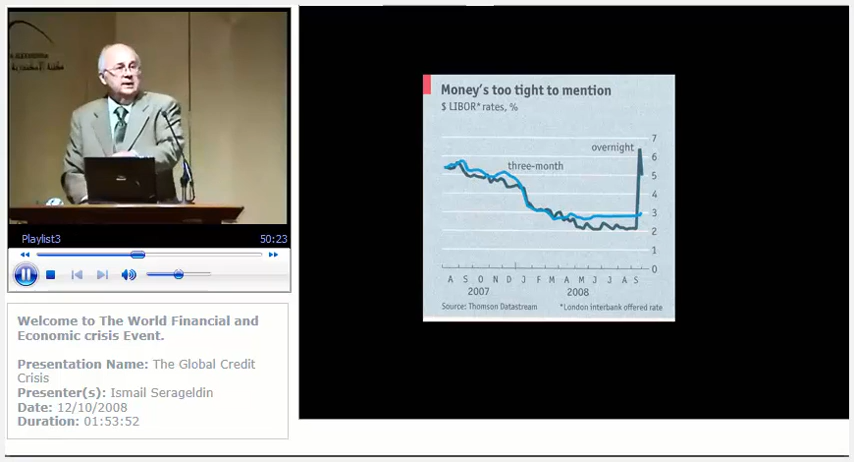 Playlist3
50:23
Welcome to The World Financial and
Economic crisis Event.
Presentation Name: The Global Credit
Crisis
Presenter(s): Ismail Serageldin
Date: 12/10/2008
Duration: 01:53:52
Money's too tight to mention
$ LIBOR* rates, %
overnight
three-month
7
6
5
4
3
2
1
0
A S O N D J F M A M J J A S
2007 2008
Source: Thomson Datastream *London interbank offered rate